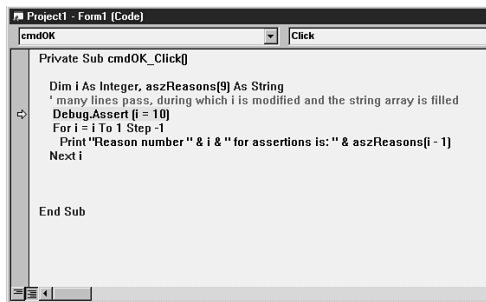 Project1 - Form1 (Code)
cmdOK Click
Private Sub cmdOK_Click()
Dim i As Integer, aszReasons(9) As String
' many lines pass, during which i is modified and the string array is filled
Debug.Assert (i = 10)
For i = i To 1 Step -1
Print "Reason number " & i & " for assertions is: " & aszReasons(i - 1)
Next i
End Sub